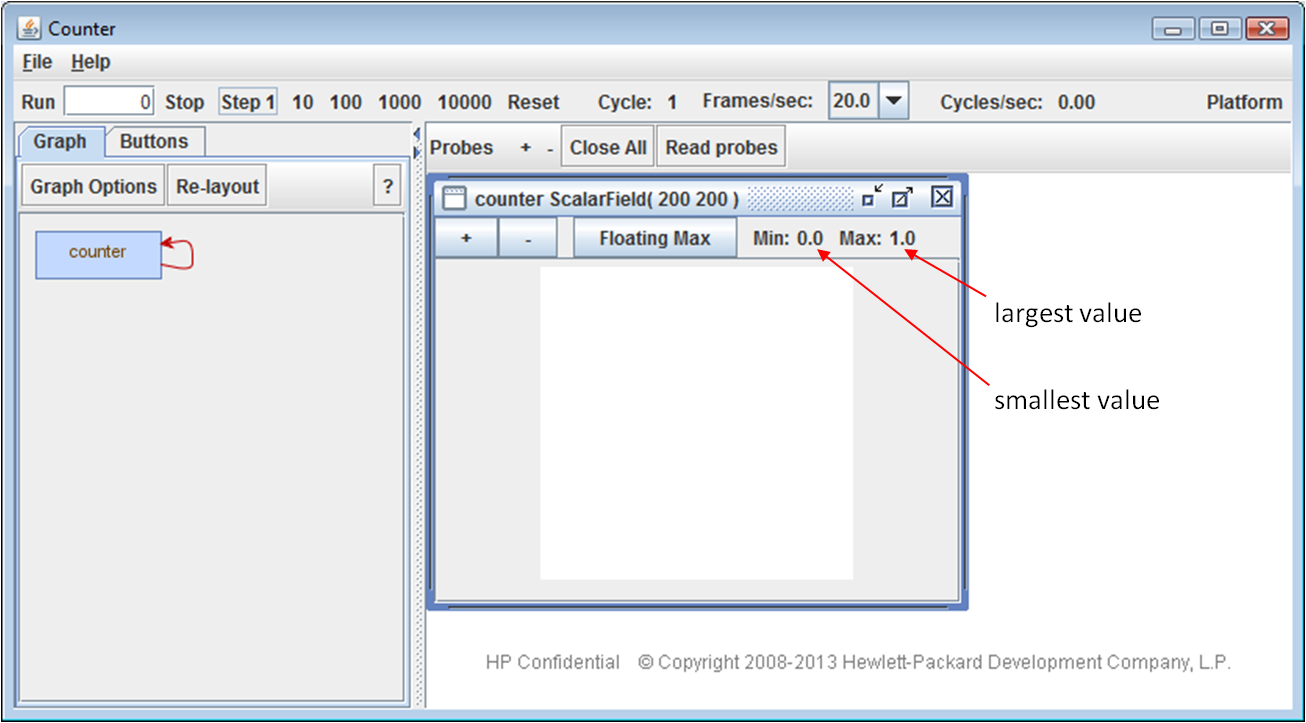 Counter
File Help
Run 0 Stop Step 1 10 100 1000 10000 Reset Cycle: 1 Frames/sec: 20.0 Cycles/sec: 0.00 Platform
Graph Buttons
Probes + - Close All Read probes
Graph Options Re-layout ?
counter ScalarField( 200 200 )
+ - Floating Max Min: 0.0 Max: 1.0
counter
largest value
smallest value
HP Confidential © Copyright 2008-2013 Hewlett-Packard Development Company, L.P.